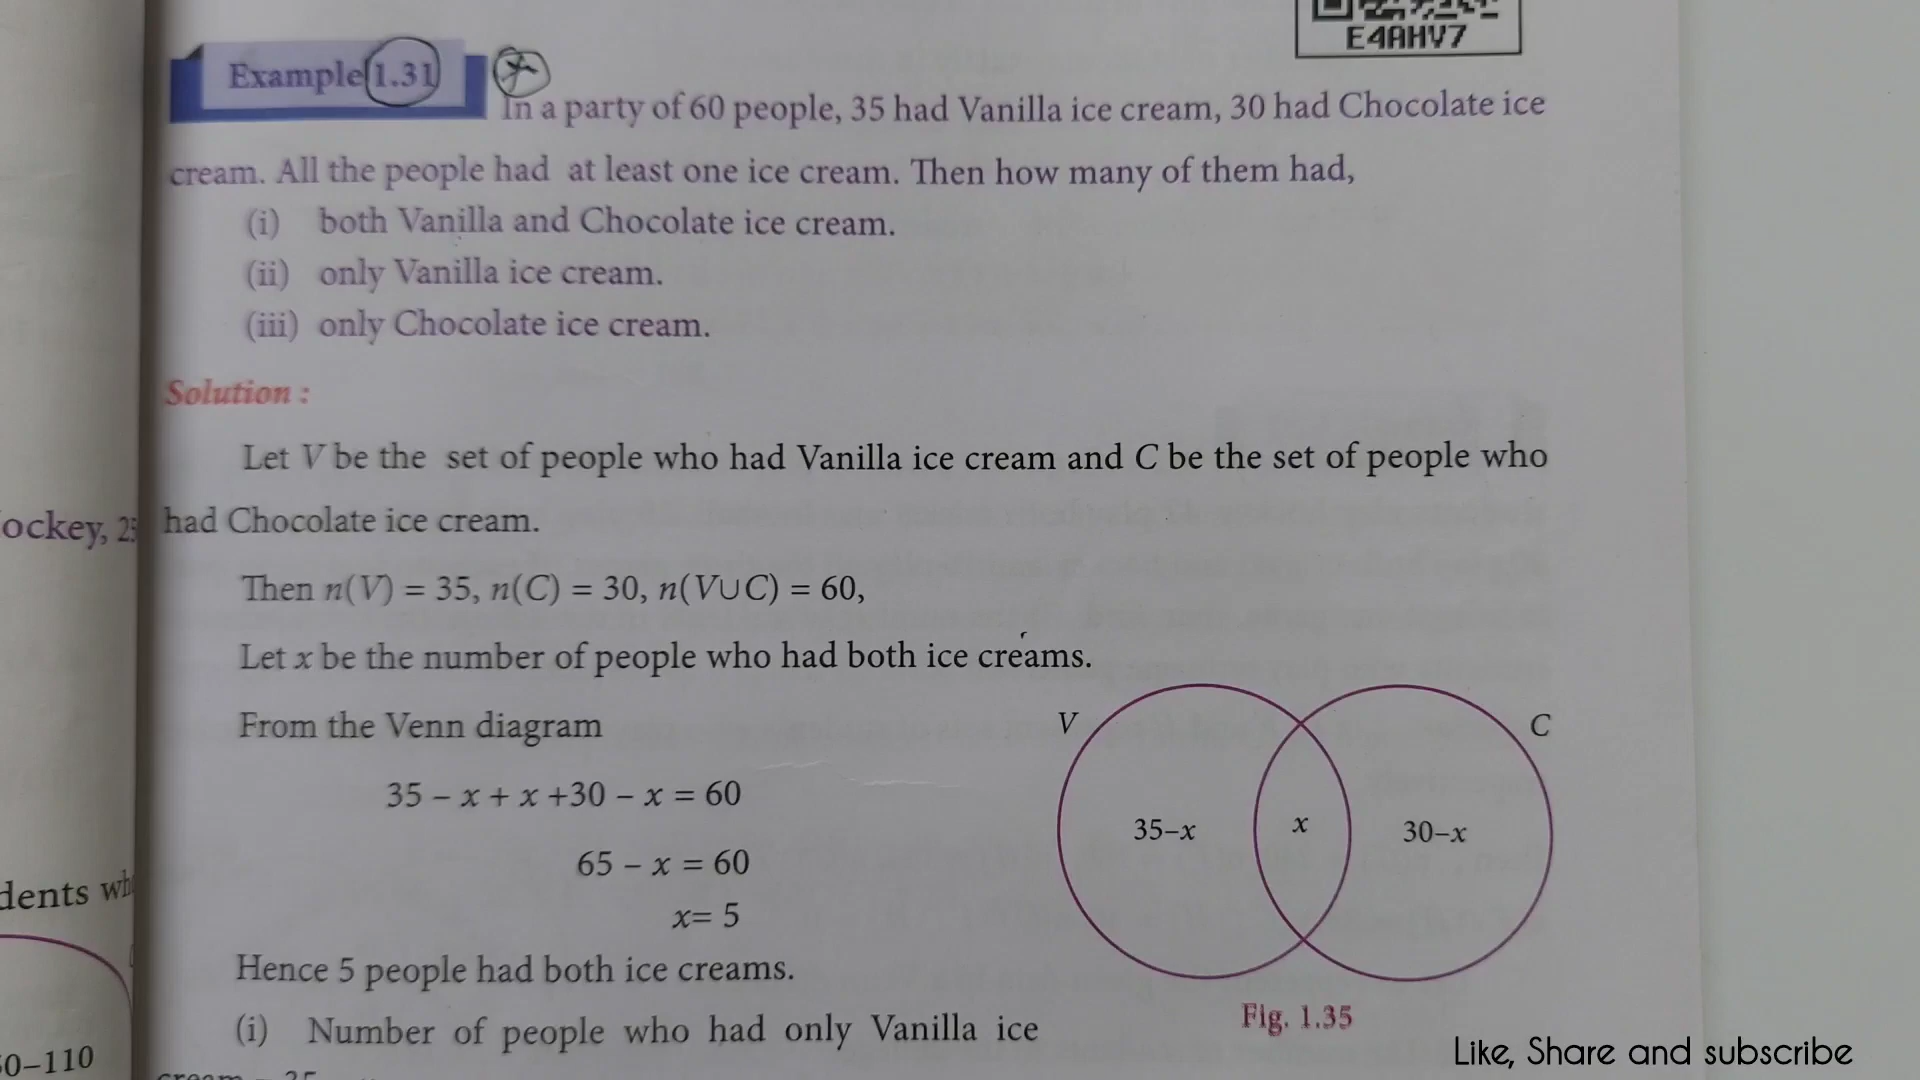 E4AHV7
Example 1.31
In a party of 60 people, 35 had Vanilla ice cream, 30 had Chocolate ice
cream. All the people had at least one ice cream. Then how many of them had,
(i) both Vanilla and Chocolate ice cream.
(ii) only Vanilla ice cream.
(iii) only Chocolate ice cream.
Solution :
Let V be the set of people who had Vanilla ice cream and C be the set of people who
had Chocolate ice cream.
Then n(V) = 35, n(C) = 30, n(V∪C) = 60,
Let x be the number of people who had both ice creams.
From the Venn diagram
35 – x + x +30 – x = 60
65 – x = 60
x= 5
Hence 5 people had both ice creams.
(i) Number of people who had only Vanilla ice
V
C
35–x
x
30–x
Fig. 1.35
ockey,
dents
0–110
Like, Share and subscribe